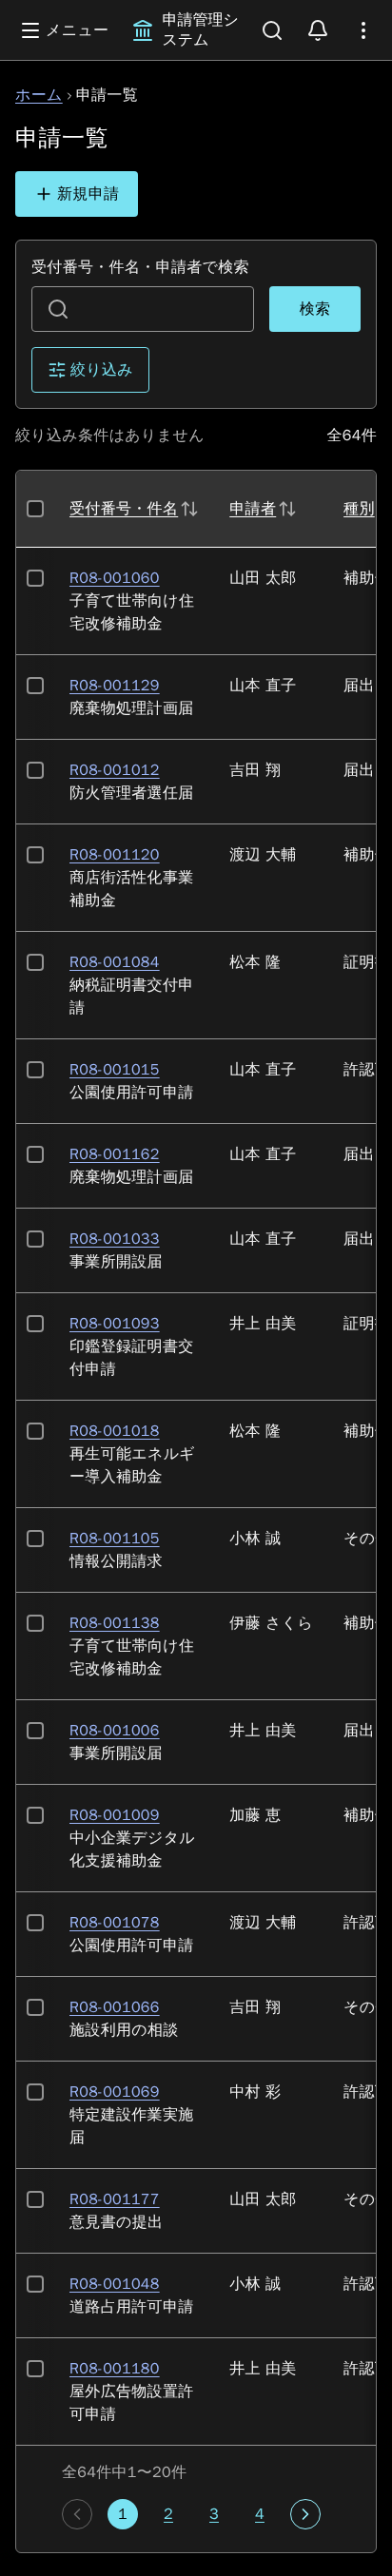 メニュー
申請管理シ
ステム
ホーム › 申請一覧
申請一覧
＋ 新規申請
受付番号・件名・申請者で検索
検索
絞り込み
絞り込み条件はありません 全64件
受付番号・件名 申請者 種別
R08-001060 山田 太郎 補助
子育て世帯向け住
宅改修補助金
R08-001129 山本 直子 届出
廃棄物処理計画届
R08-001012 吉田 翔 届出
防火管理者選任届
R08-001120 渡辺 大輔 補助
商店街活性化事業
補助金
R08-001084 松本 隆 証明
納税証明書交付申
請
R08-001015 山本 直子 許認
公園使用許可申請
R08-001162 山本 直子 届出
廃棄物処理計画届
R08-001033 山本 直子 届出
事業所開設届
R08-001093 井上 由美 証明
印鑑登録証明書交
付申請
R08-001018 松本 隆 補助
再生可能エネルギ
ー導入補助金
R08-001105 小林 誠 その
情報公開請求
R08-001138 伊藤 さくら 補助
子育て世帯向け住
宅改修補助金
R08-001006 井上 由美 届出
事業所開設届
R08-001009 加藤 恵 補助
中小企業デジタル
化支援補助金
R08-001078 渡辺 大輔 許認
公園使用許可申請
R08-001066 吉田 翔 その
施設利用の相談
R08-001069 中村 彩 許認
特定建設作業実施
届
R08-001177 山田 太郎 その
意見書の提出
R08-001048 小林 誠 許認
道路占用許可申請
R08-001180 井上 由美 許認
屋外広告物設置許
可申請
全64件中1〜20件
1 2 3 4